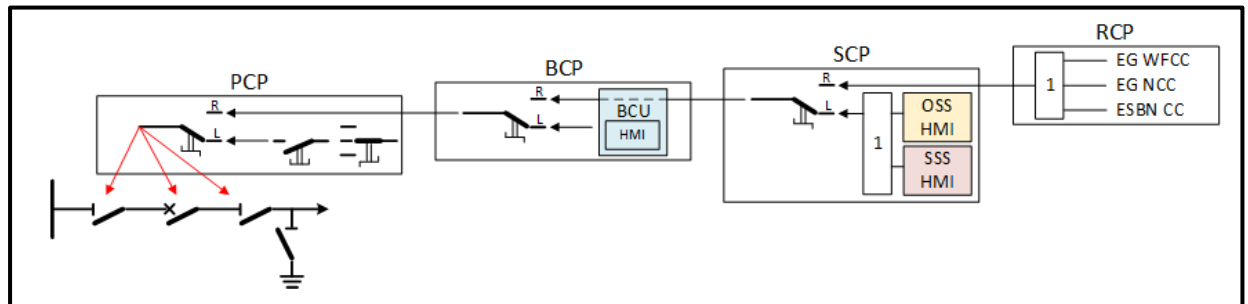 RCP
SCP
BCP
PCP
EG WFCC
EG NCC
ESBN CC
1
R
L
OSS
HMI
SSS
HMI
1
R
L
BCU
HMI
R
L